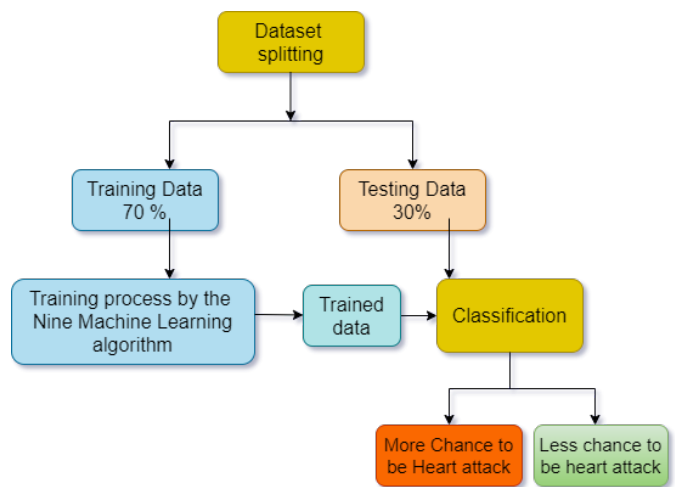 Dataset
splitting
Training Data
70 %
Testing Data
30%
Training process by the
Nine Machine Learning
algorithm
Trained
data
Classification
More Chance to
be Heart attack
Less chance to
be heart attack